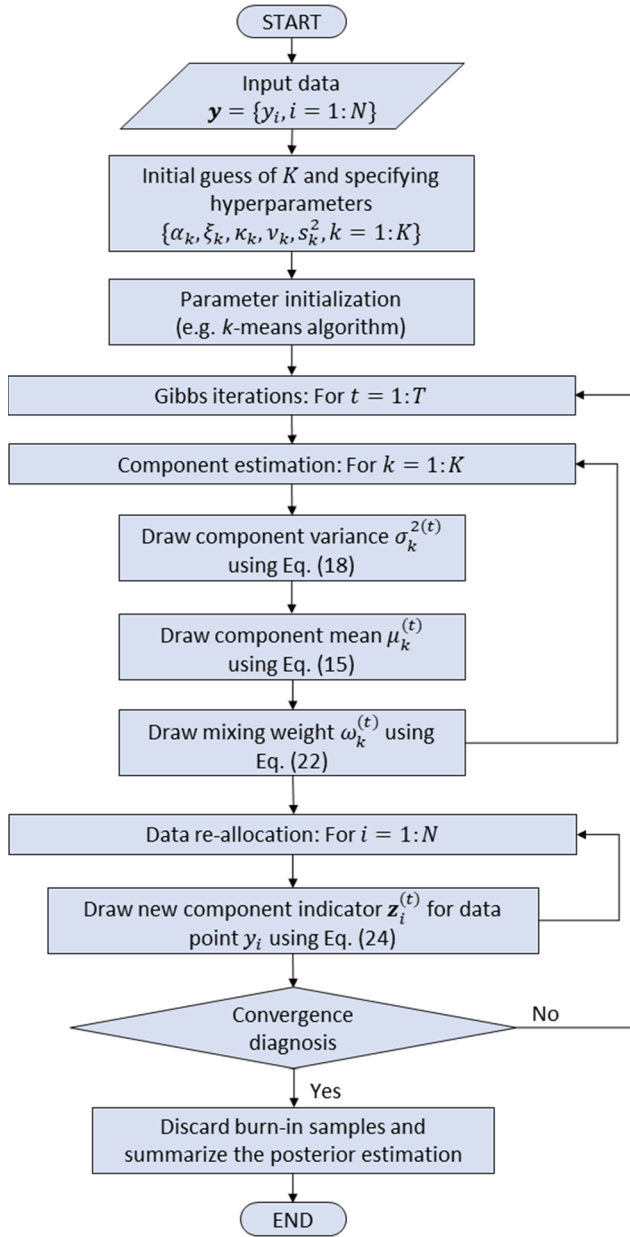 START
Input data
𝒚 = {yᵢ, i = 1:N}
Initial guess of K and specifying
hyperparameters
{αₖ, ξₖ, κₖ, νₖ, sₖ², k = 1:K}
Parameter initialization
(e.g. k-means algorithm)
Gibbs iterations: For t = 1:T
Component estimation: For k = 1:K
Draw component variance σₖ²⁽ᵗ⁾
using Eq. (18)
Draw component mean μₖ⁽ᵗ⁾
using Eq. (15)
Draw mixing weight ωₖ⁽ᵗ⁾ using
Eq. (22)
Data re-allocation: For i = 1:N
Draw new component indicator 𝒛ᵢ⁽ᵗ⁾ for data
point yᵢ using Eq. (24)
Convergence
diagnosis
No
Yes
Discard burn-in samples and
summarize the posterior estimation
END